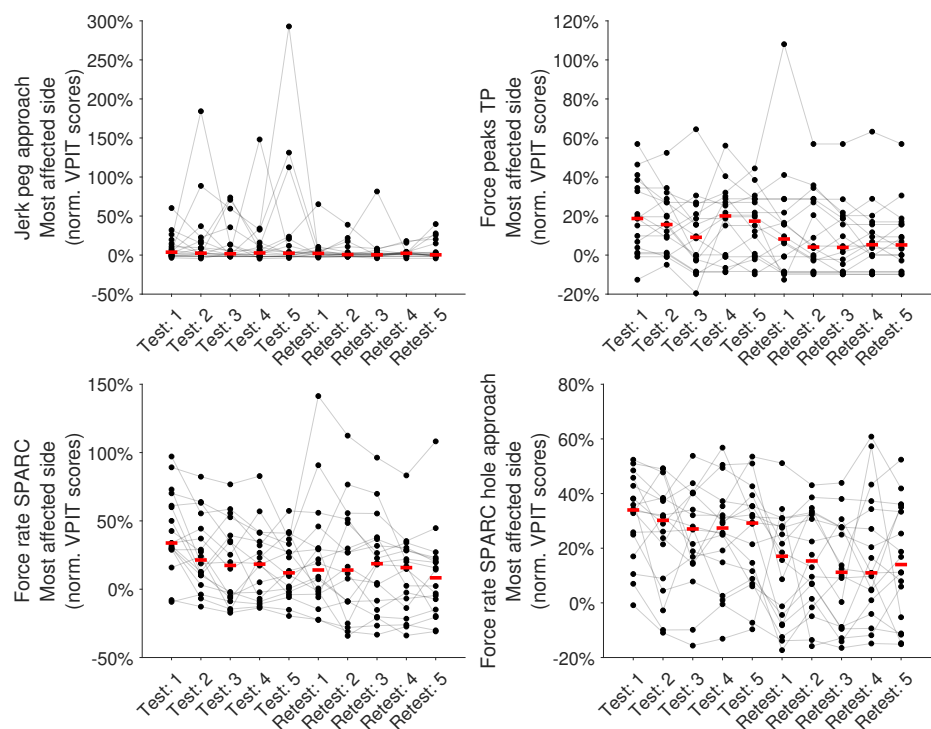 Jerk peg approach
Most affected side
(norm. VPIT scores)
300%
250%
200%
150%
100%
50%
0%
-50%
Test: 1
Test: 2
Test: 3
Test: 4
Test: 5
Retest: 1
Retest: 2
Retest: 3
Retest: 4
Retest: 5
Force peaks TP
Most affected side
(norm. VPIT scores)
120%
100%
80%
60%
40%
20%
0%
-20%
Test: 1
Test: 2
Test: 3
Test: 4
Test: 5
Retest: 1
Retest: 2
Retest: 3
Retest: 4
Retest: 5
Force rate SPARC
Most affected side
(norm. VPIT scores)
150%
100%
50%
0%
-50%
Test: 1
Test: 2
Test: 3
Test: 4
Test: 5
Retest: 1
Retest: 2
Retest: 3
Retest: 4
Retest: 5
Force rate SPARC hole approach
Most affected side
(norm. VPIT scores)
80%
60%
40%
20%
0%
-20%
Test: 1
Test: 2
Test: 3
Test: 4
Test: 5
Retest: 1
Retest: 2
Retest: 3
Retest: 4
Retest: 5